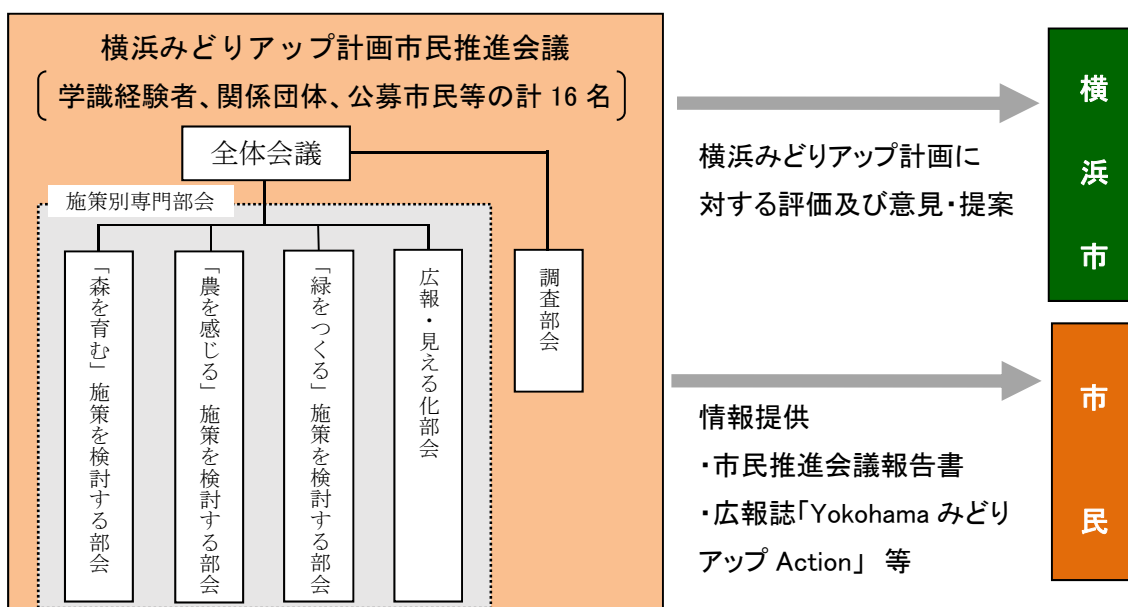 横浜みどりアップ計画市民推進会議
学識経験者、関係団体、公募市民等の計 16 名
全体会議
施策別専門部会
「森を育む」施策を検討する部会
「農を感じる」施策を検討する部会
「緑をつくる」施策を検討する部会
広報・見える化部会
調査部会
横浜みどりアップ計画に
対する評価及び意見・提案
横浜市
情報提供
・市民推進会議報告書
・広報誌「Yokohama みどり
アップ Action」 等
市民